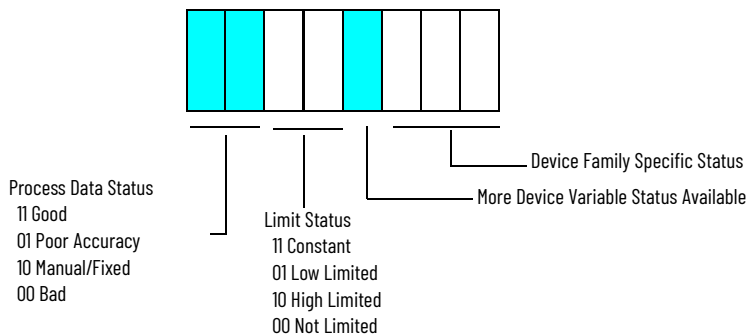 Device Family Specific Status
More Device Variable Status Available
Process Data Status
11 Good
01 Poor Accuracy
10 Manual/Fixed
00 Bad
Limit Status
11 Constant
01 Low Limited
10 High Limited
00 Not Limited